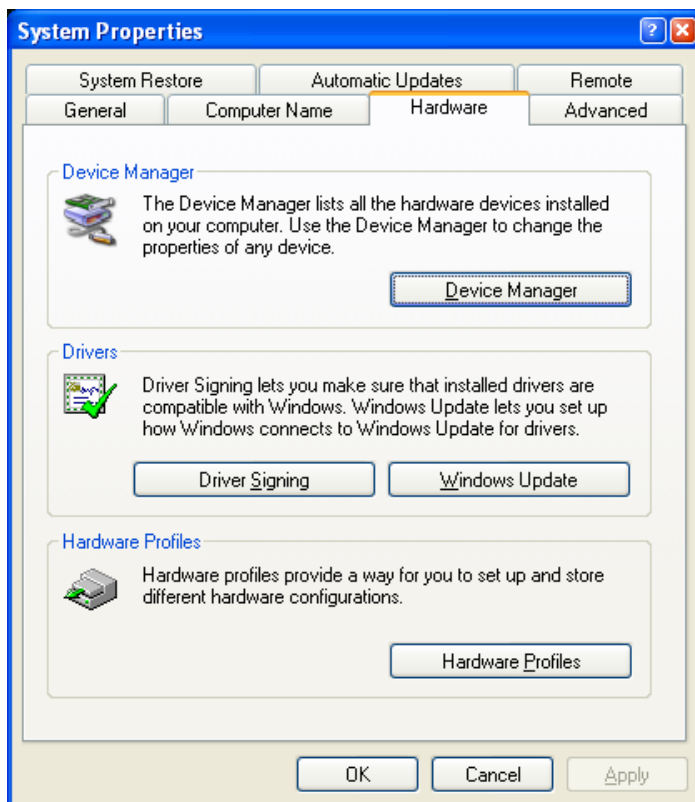 System Properties
System Restore
Automatic Updates
Remote
General
Computer Name
Hardware
Advanced
Device Manager
The Device Manager lists all the hardware devices installed
on your computer. Use the Device Manager to change the
properties of any device.
Device Manager
Drivers
Driver Signing lets you make sure that installed drivers are
compatible with Windows. Windows Update lets you set up
how Windows connects to Windows Update for drivers.
Driver Signing
Windows Update
Hardware Profiles
Hardware profiles provide a way for you to set up and store
different hardware configurations.
Hardware Profiles
OK
Cancel
Apply